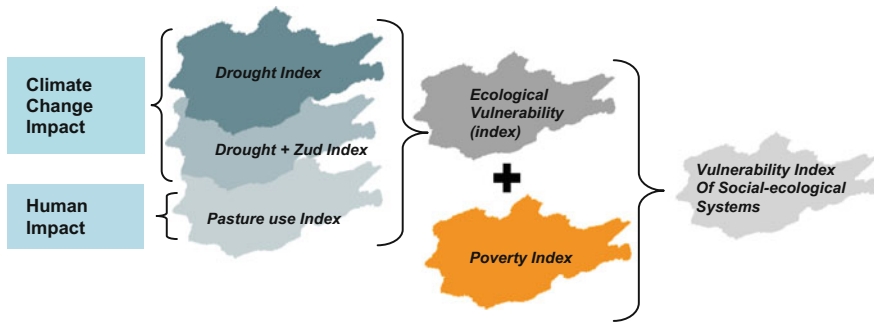 Climate
Change
Impact
Human
Impact
Drought Index
Drought + Zud Index
Pasture use Index
Ecological
Vulnerability
(index)
+
Poverty Index
Vulnerability Index
Of Social-ecological
Systems